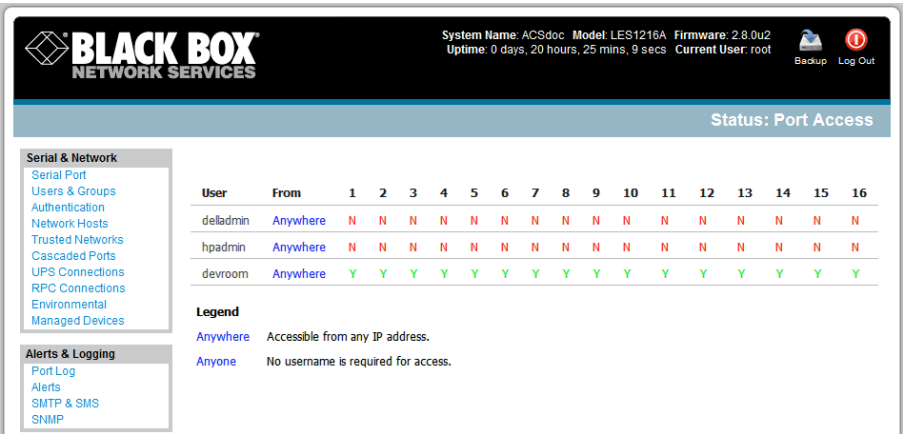 BLACK BOX
NETWORK SERVICES
System Name: ACSdoc Model: LES1216A Firmware: 2.8.0u2
Uptime: 0 days, 20 hours, 25 mins, 9 secs Current User: root
Backup Log Out
Status: Port Access
Serial & Network
Serial Port
Users & Groups
Authentication
Network Hosts
Trusted Networks
Cascaded Ports
UPS Connections
RPC Connections
Environmental
Managed Devices
Alerts & Logging
Port Log
Alerts
SMTP & SMS
SNMP
User From 1 2 3 4 5 6 7 8 9 10 11 12 13 14 15 16
delladmin Anywhere N N N N N N N N N N N N N N N N
hpadmin Anywhere N N N N N N N N N N N N N N N N
devroom Anywhere Y Y Y Y Y Y Y Y Y Y Y Y Y Y Y Y
Legend
Anywhere Accessible from any IP address.
Anyone No username is required for access.